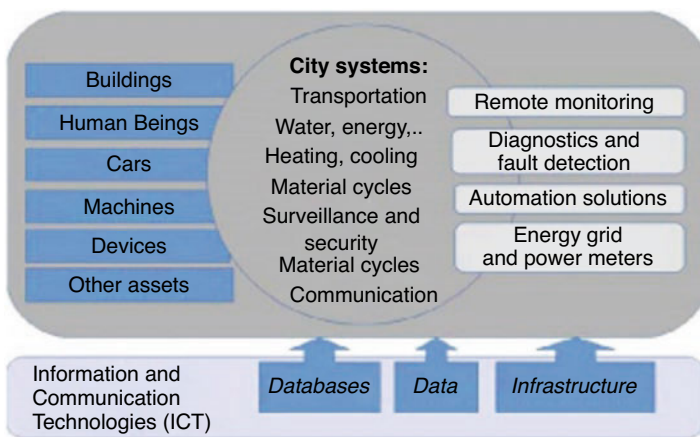 Buildings
Human Beings
Cars
Machines
Devices
Other assets
City systems:
Transportation
Water, energy,..
Heating, cooling
Material cycles
Surveillance and
security
Material cycles
Communication
Remote monitoring
Diagnostics and
fault detection
Automation solutions
Energy grid
and power meters
Information and
Communication
Technologies (ICT)
Databases
Data
Infrastructure